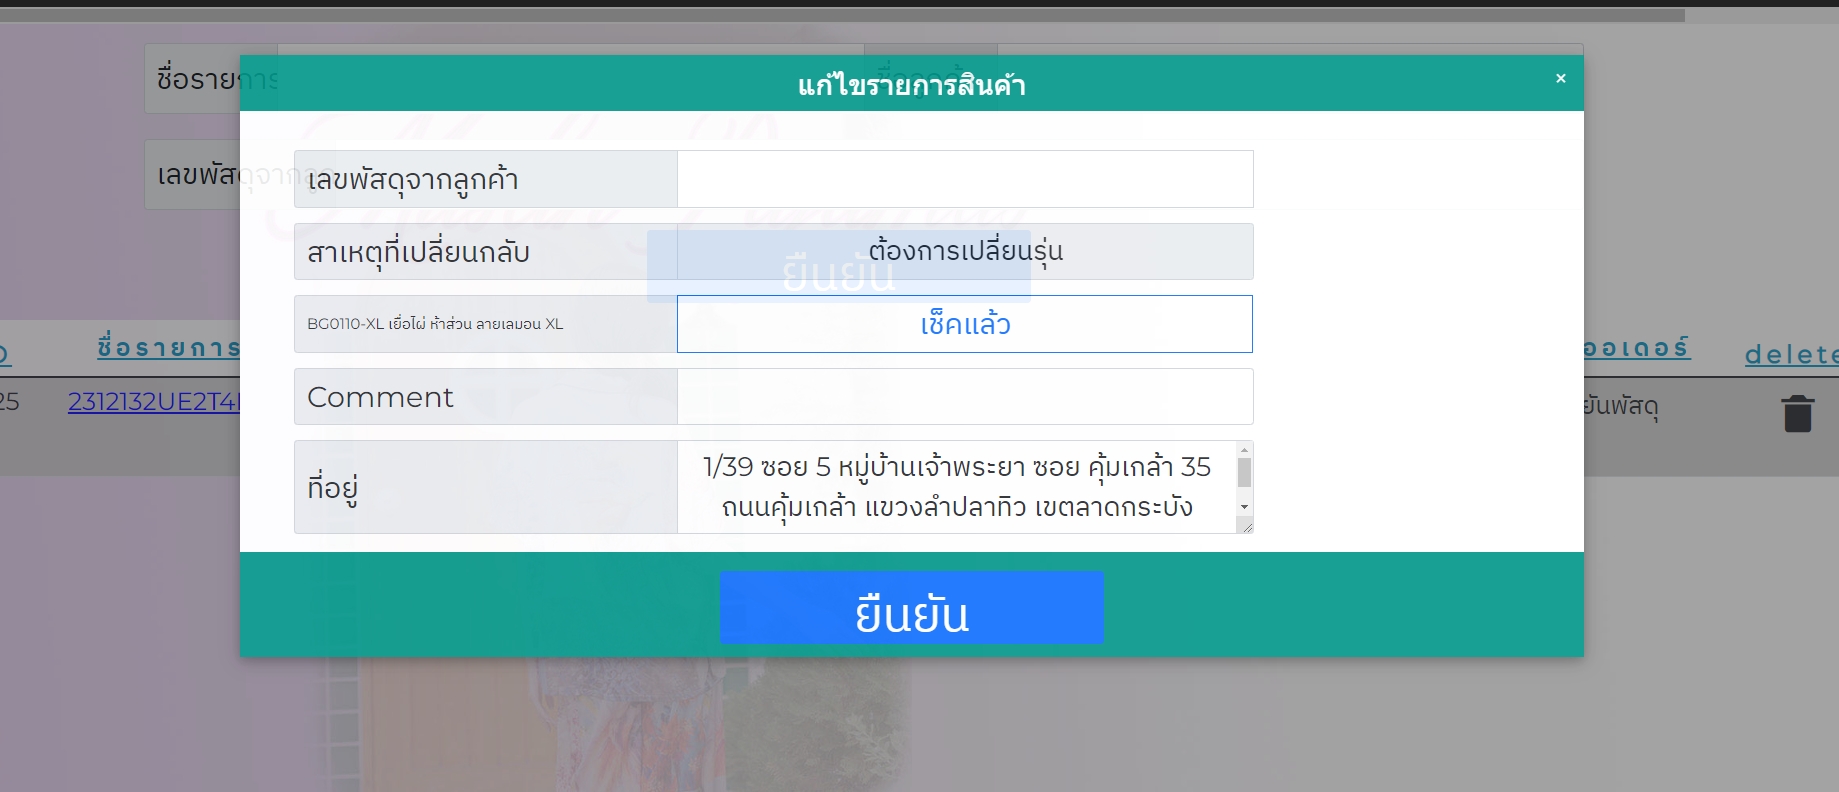 ชื่อรายการ
แก้ไขรายการสินค้า
×
เลขพัสดุจากลูก
เลขพัสดุจากลูกค้า
สาเหตุที่เปลี่ยนกลับ
ต้องการเปลี่ยนรุ่น
ยืนยัน
BG0110-XL เยื่อไผ่ ห้าส่วน ลายเลมอน XL
เช็คแล้ว
ชื่อรายการ
ออเดอร์
delete
Comment
25
2312132UE2T4
ยันพัสดุ
ที่อยู่
1/39 ซอย 5 หมู่บ้านเจ้าพระยา ซอย คุ้มเกล้า 35
ถนนคุ้มเกล้า แขวงลำปลาทิว เขตลาดกระบัง
ยืนยัน